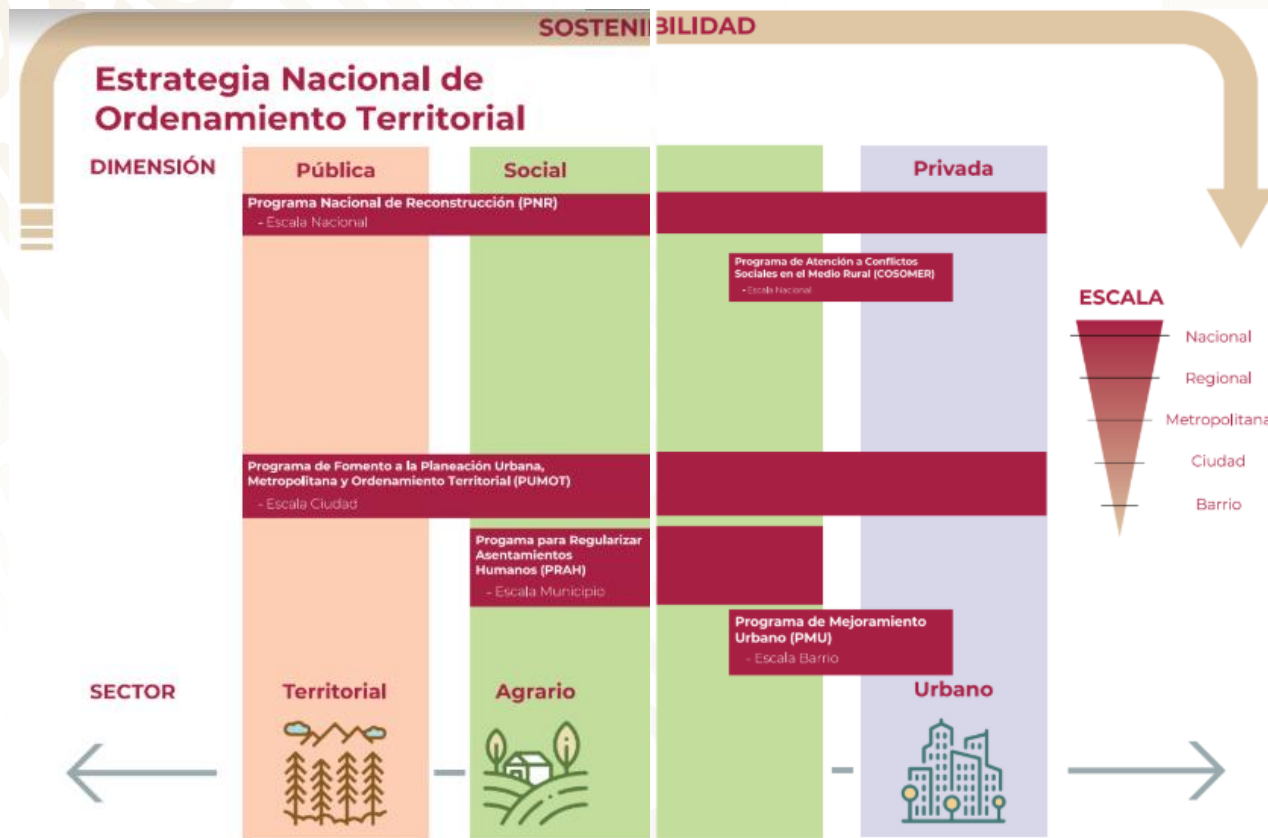 SOSTENIBILIDAD
Estrategia Nacional de
Ordenamiento Territorial
DIMENSIÓN
Pública
Social
Privada
Programa Nacional de Reconstrucción (PNR)
- Escala Nacional
Programa de Atención a Conflictos
Sociales en el Medio Rural (COSOMER)
- Escala Nacional
ESCALA
Nacional
Regional
Metropolitana
Ciudad
Barrio
Programa de Fomento a la Planeación Urbana,
Metropolitana y Ordenamiento Territorial (PUMOT)
- Escala Ciudad
Progama para Regularizar
Asentamientos
Humanos (PRAH)
- Escala Municipio
Programa de Mejoramiento
Urbano (PMU)
- Escala Barrio
SECTOR
Territorial
Agrario
Urbano